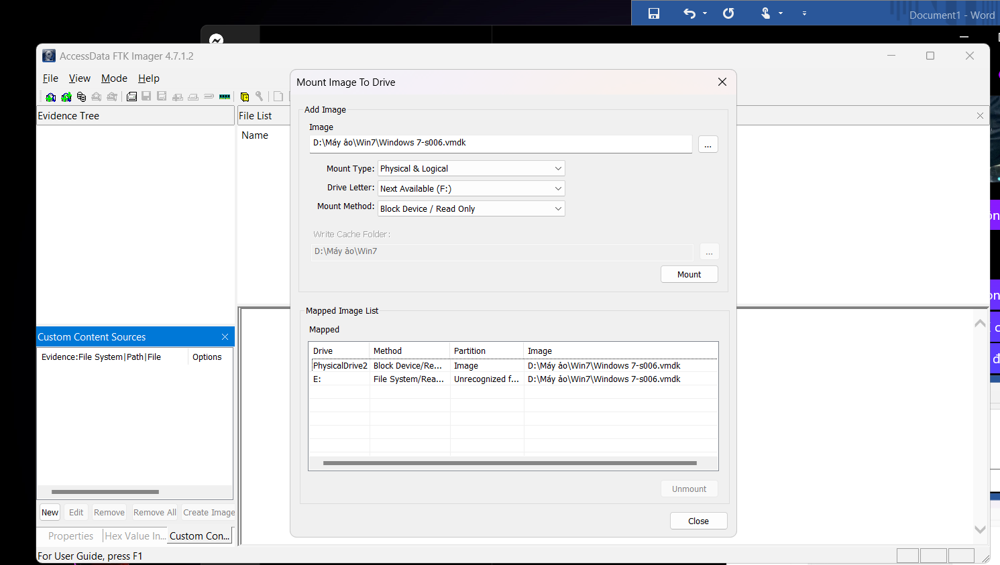 Document1 - Word
AccessData FTK Imager 4.7.1.2
File View Mode Help
Evidence Tree
File List
Name
Mount Image To Drive
Add Image
Image
D:\Máy ảo\Win7\Windows 7-s006.vmdk
...
Mount Type: Physical & Logical
Drive Letter: Next Available (F:)
Mount Method: Block Device / Read Only
Write Cache Folder:
D:\Máy ảo\Win7
...
Mount
Mapped Image List
Mapped
Drive Method Partition Image
PhysicalDrive2 Block Device/Re... Image D:\Máy ảo\Win7\Windows 7-s006.vmdk
E: File System/Rea... Unrecognized f... D:\Máy ảo\Win7\Windows 7-s006.vmdk
Unmount
Close
Custom Content Sources
Evidence:File System|Path|File Options
New Edit Remove Remove All Create Image
Properties Hex Value In... Custom Con...
For User Guide, press F1